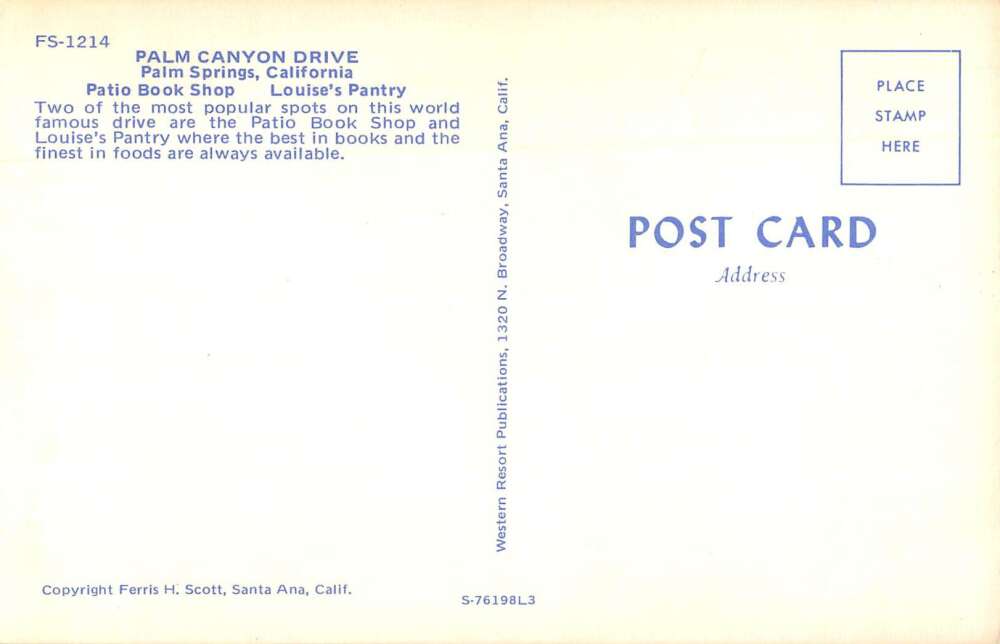 FS-1214
PALM CANYON DRIVE
Palm Springs, California
Patio Book Shop Louise's Pantry
Two of the most popular spots on this world
famous drive are the Patio Book Shop and
Louise's Pantry where the best in books and the
finest in foods are always available.
Copyright Ferris H. Scott, Santa Ana, Calif.
Western Resort Publications, 1320 N. Broadway, Santa Ana, Calif.
S-76198L3
PLACE
STAMP
HERE
POST CARD
Address